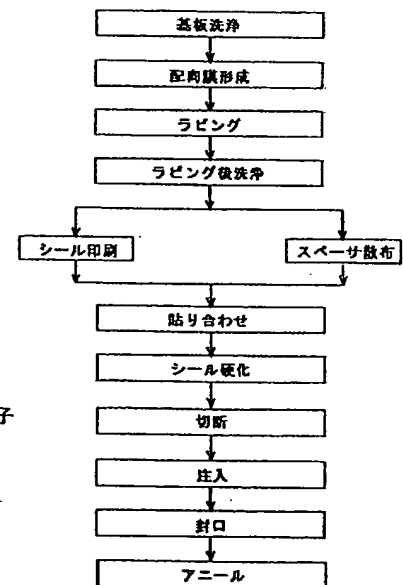 基板洗浄
配向膜形成
ラビング
ラビング後洗浄
シール印刷
スペーサ散布
貼り合わせ
シール硬化
切断
子
注入
封口
アニール